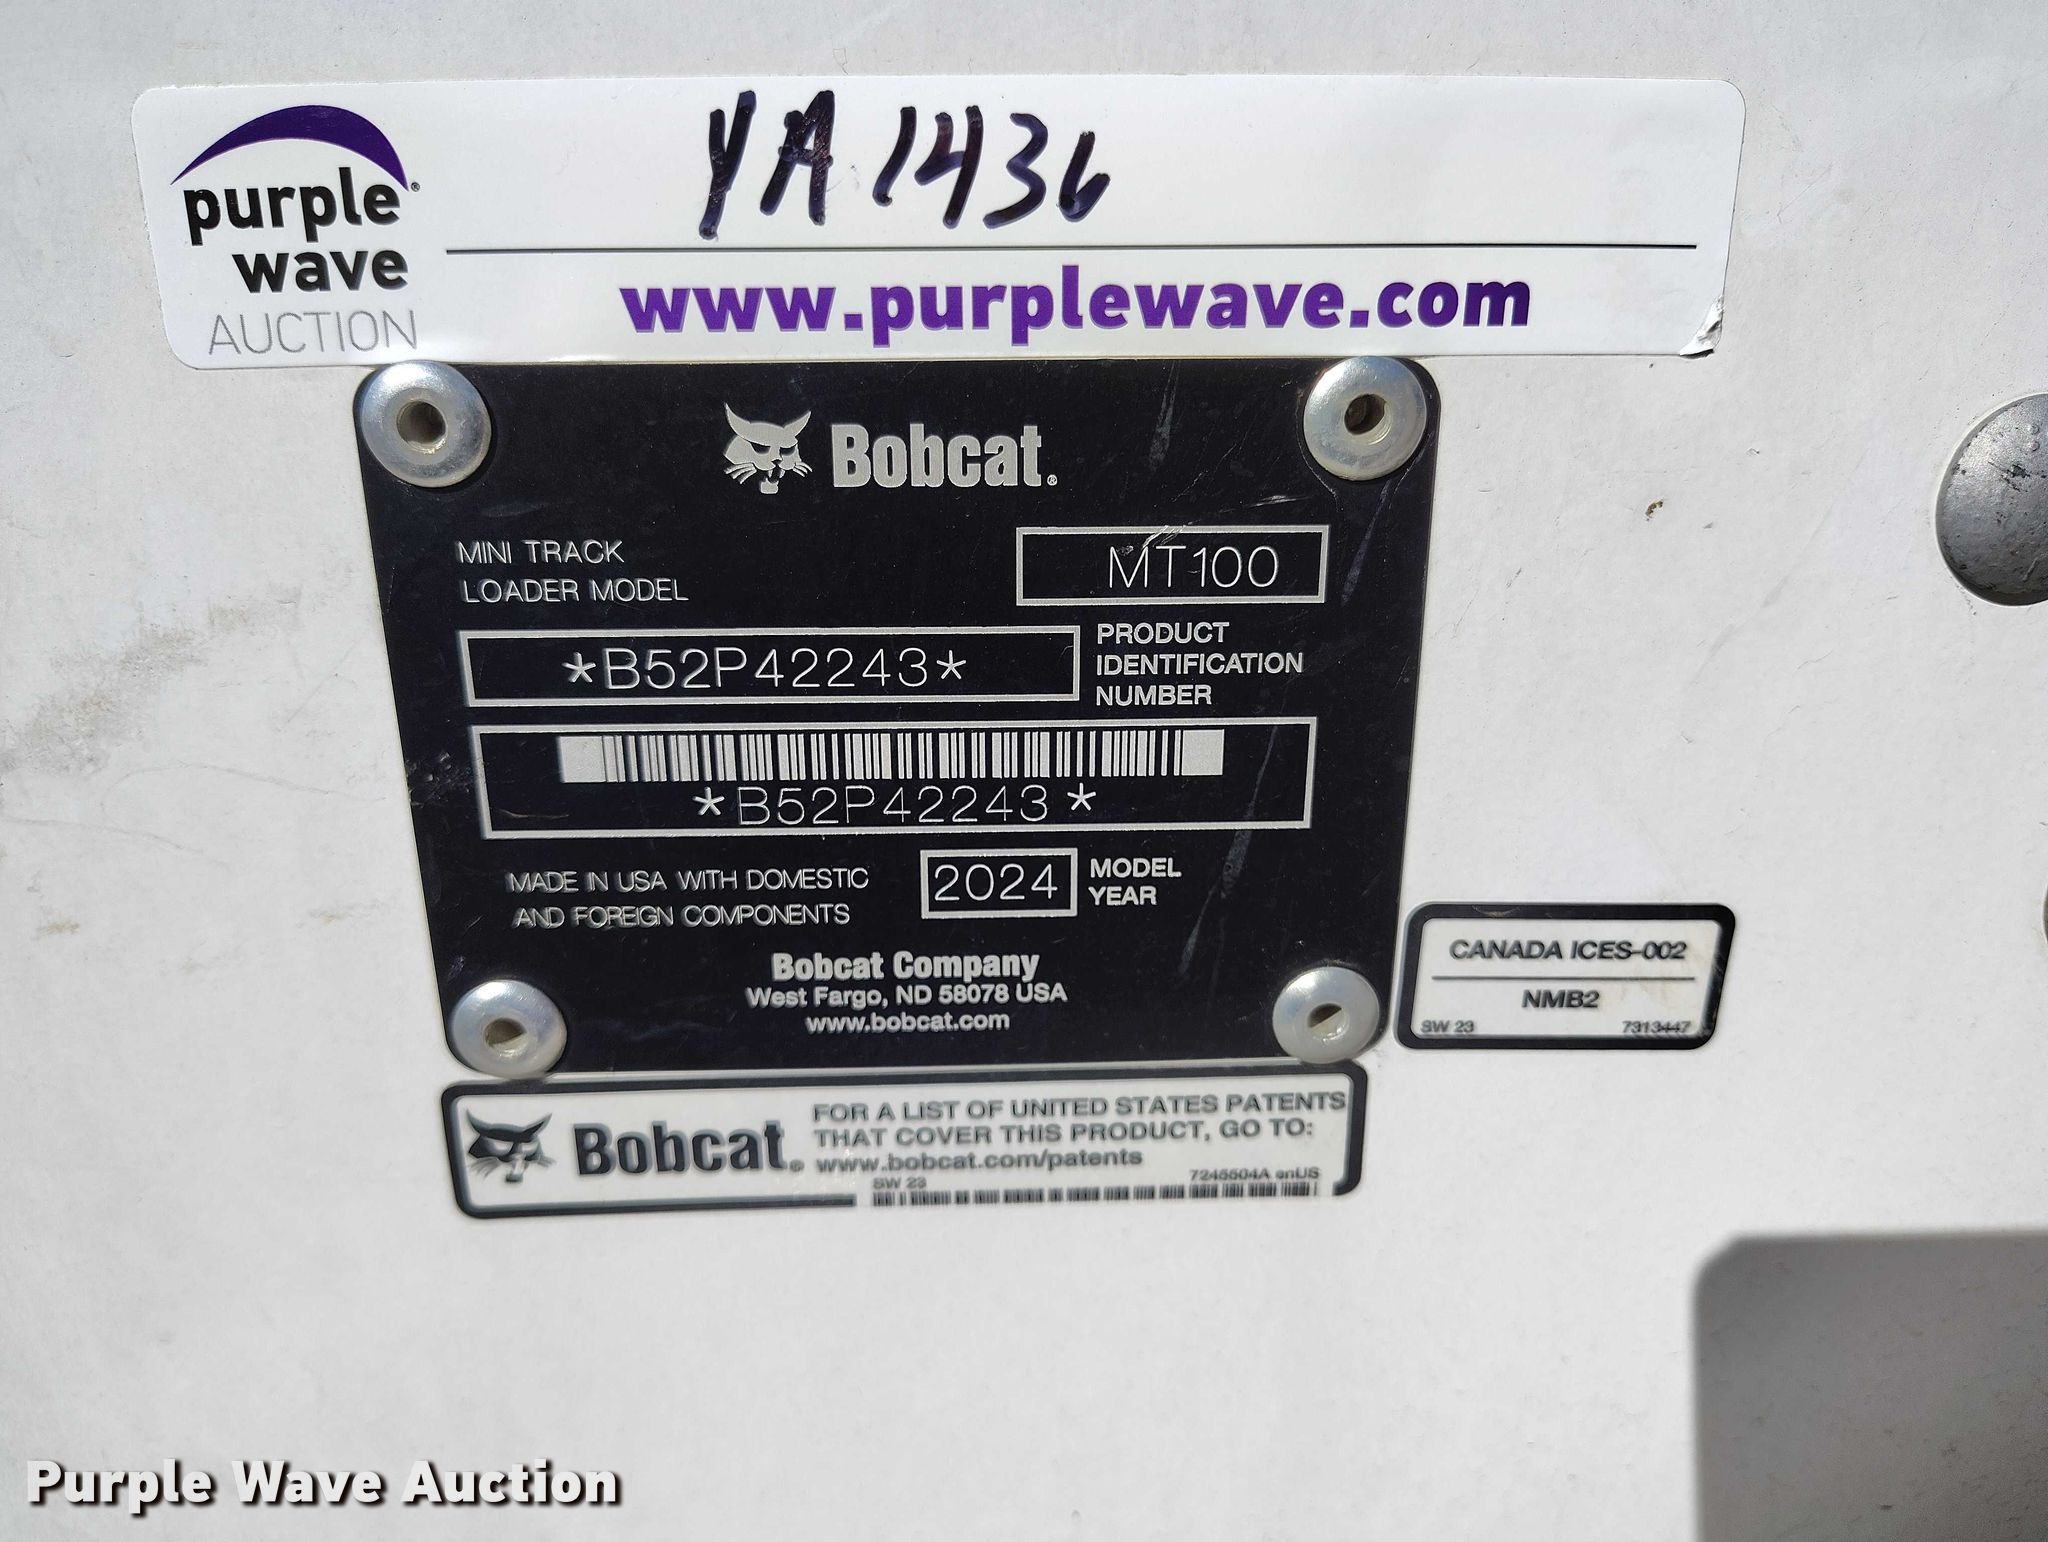 YA1436
purple
wave
AUCTION
www.purplewave.com
Bobcat®
MINI TRACK
LOADER MODEL
MT100
*B52P42243*
PRODUCT
IDENTIFICATION
NUMBER
*B52P42243*
MADE IN USA WITH DOMESTIC
AND FOREIGN COMPONENTS
2024
MODEL
YEAR
Bobcat Company
West Fargo, ND 58078 USA
www.bobcat.com
CANADA ICES-002
NMB2
SW 23 7313447
Bobcat®
FOR A LIST OF UNITED STATES PATENTS
THAT COVER THIS PRODUCT, GO TO:
www.bobcat.com/patents
SW 23 7245504A enUS
Purple Wave Auction